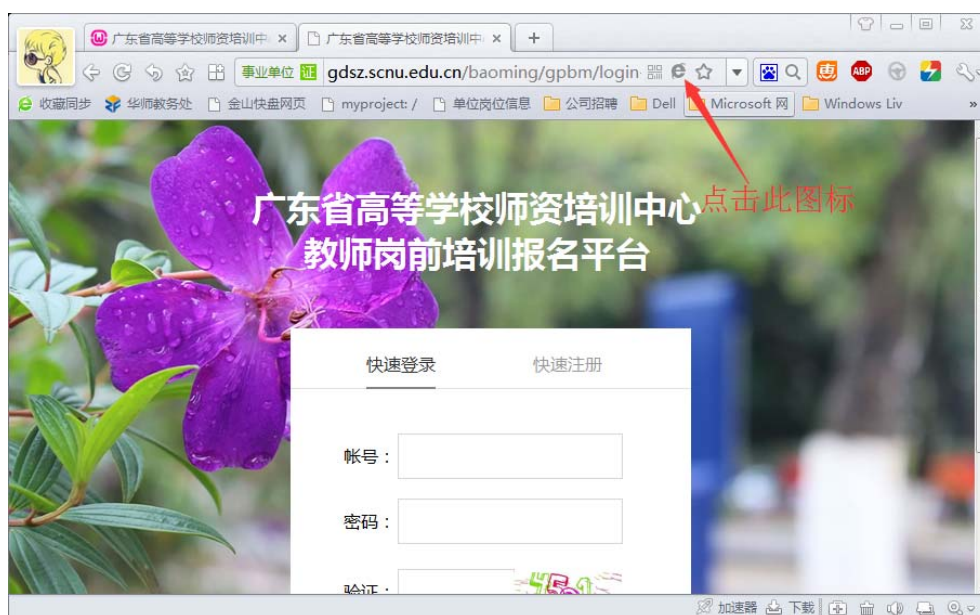 广东省高等学校师资培训中
广东省高等学校师资培训中
事业单位 证 gdsz.scnu.edu.cn/baoming/gpbm/login
惠 ABP
收藏同步 华师教务处 金山快盘网页 myproject: / 单位岗位信息 公司招聘 Dell Microsoft 网 Windows Liv »
点击此图标
广东省高等学校师资培训中心
教师岗前培训报名平台
快速登录 快速注册
帐号：
密码：
验证：
加速器 下载